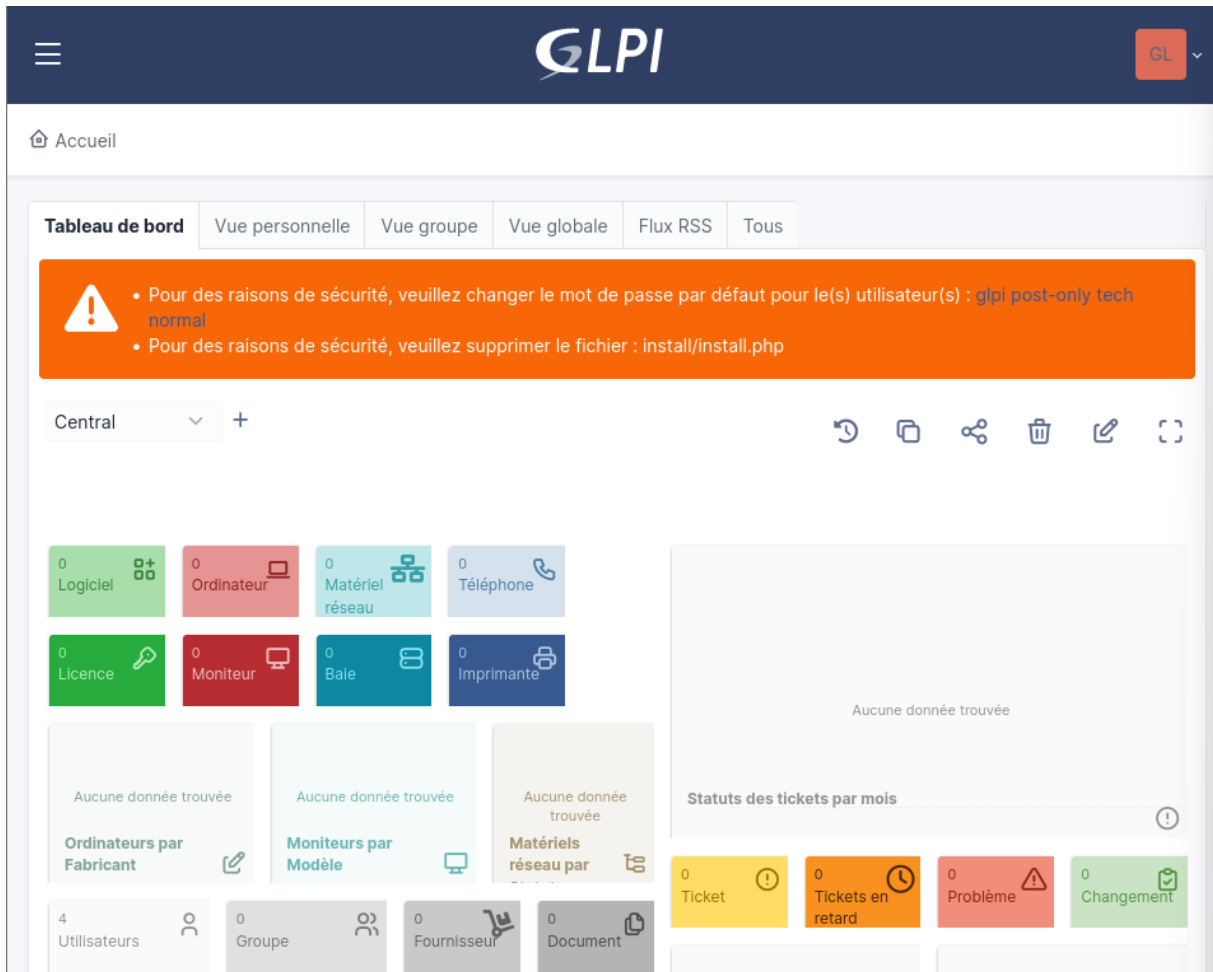 GLPI
GL
Accueil
Tableau de bord
Vue personnelle
Vue groupe
Vue globale
Flux RSS
Tous
• Pour des raisons de sécurité, veuillez changer le mot de passe par défaut pour le(s) utilisateur(s) : glpi post-only tech
normal
• Pour des raisons de sécurité, veuillez supprimer le fichier : install/install.php
Central
0
Logiciel
0
Ordinateur
0
Matériel
réseau
0
Téléphone
0
Licence
0
Moniteur
0
Baie
0
Imprimante
Aucune donnée trouvée
Ordinateurs par
Fabricant
Aucune donnée trouvée
Moniteurs par
Modèle
Aucune donnée
trouvée
Matériels
réseau par
4
Utilisateurs
0
Groupe
0
Fournisseur
0
Document
Aucune donnée trouvée
Statuts des tickets par mois
0
Ticket
0
Tickets en
retard
0
Problème
0
Changement